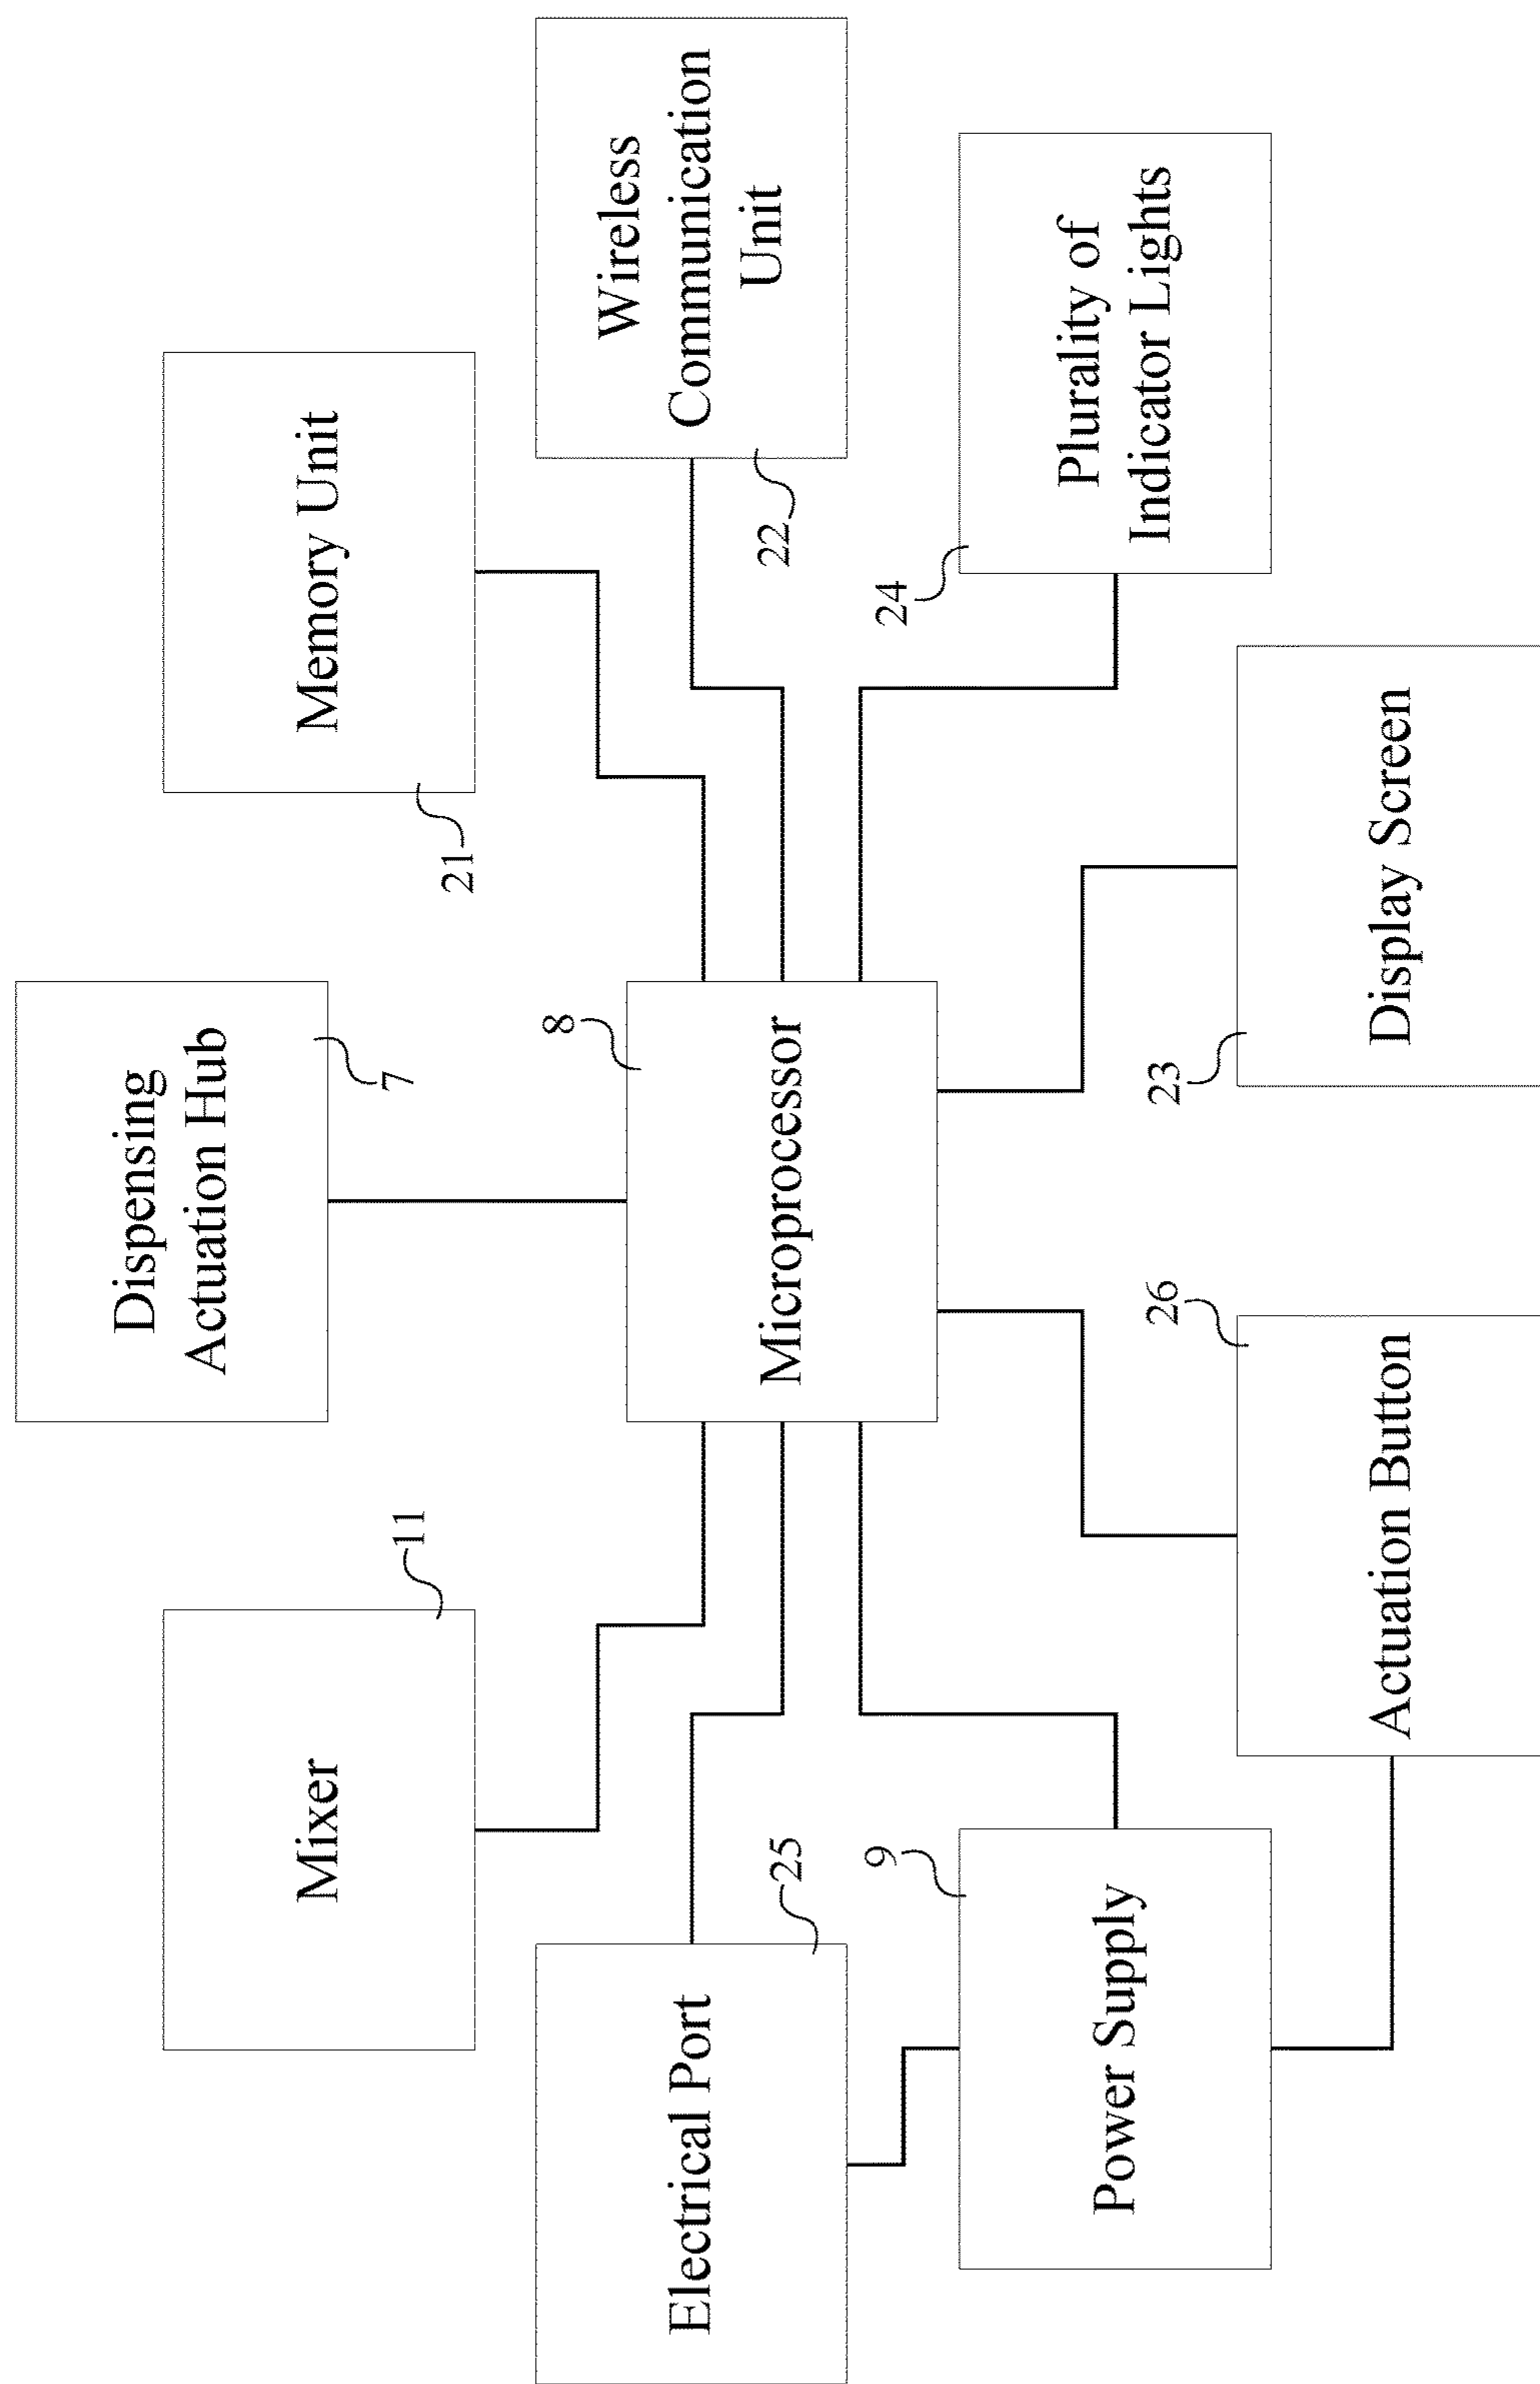 Dispensing
Actuation Hub
7
Mixer
11
Memory Unit
21
Electrical Port
25
Microprocessor
8
Wireless
Communication
Unit
22
Power Supply
9
Plurality of
Indicator Lights
24
Actuation Button
26
Display Screen
23